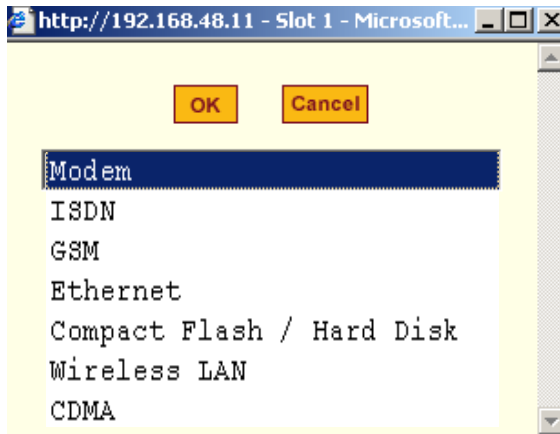 http://192.168.48.11 - Slot 1 - Microsoft...
OK Cancel
Modem
ISDN
GSM
Ethernet
Compact Flash / Hard Disk
Wireless LAN
CDMA